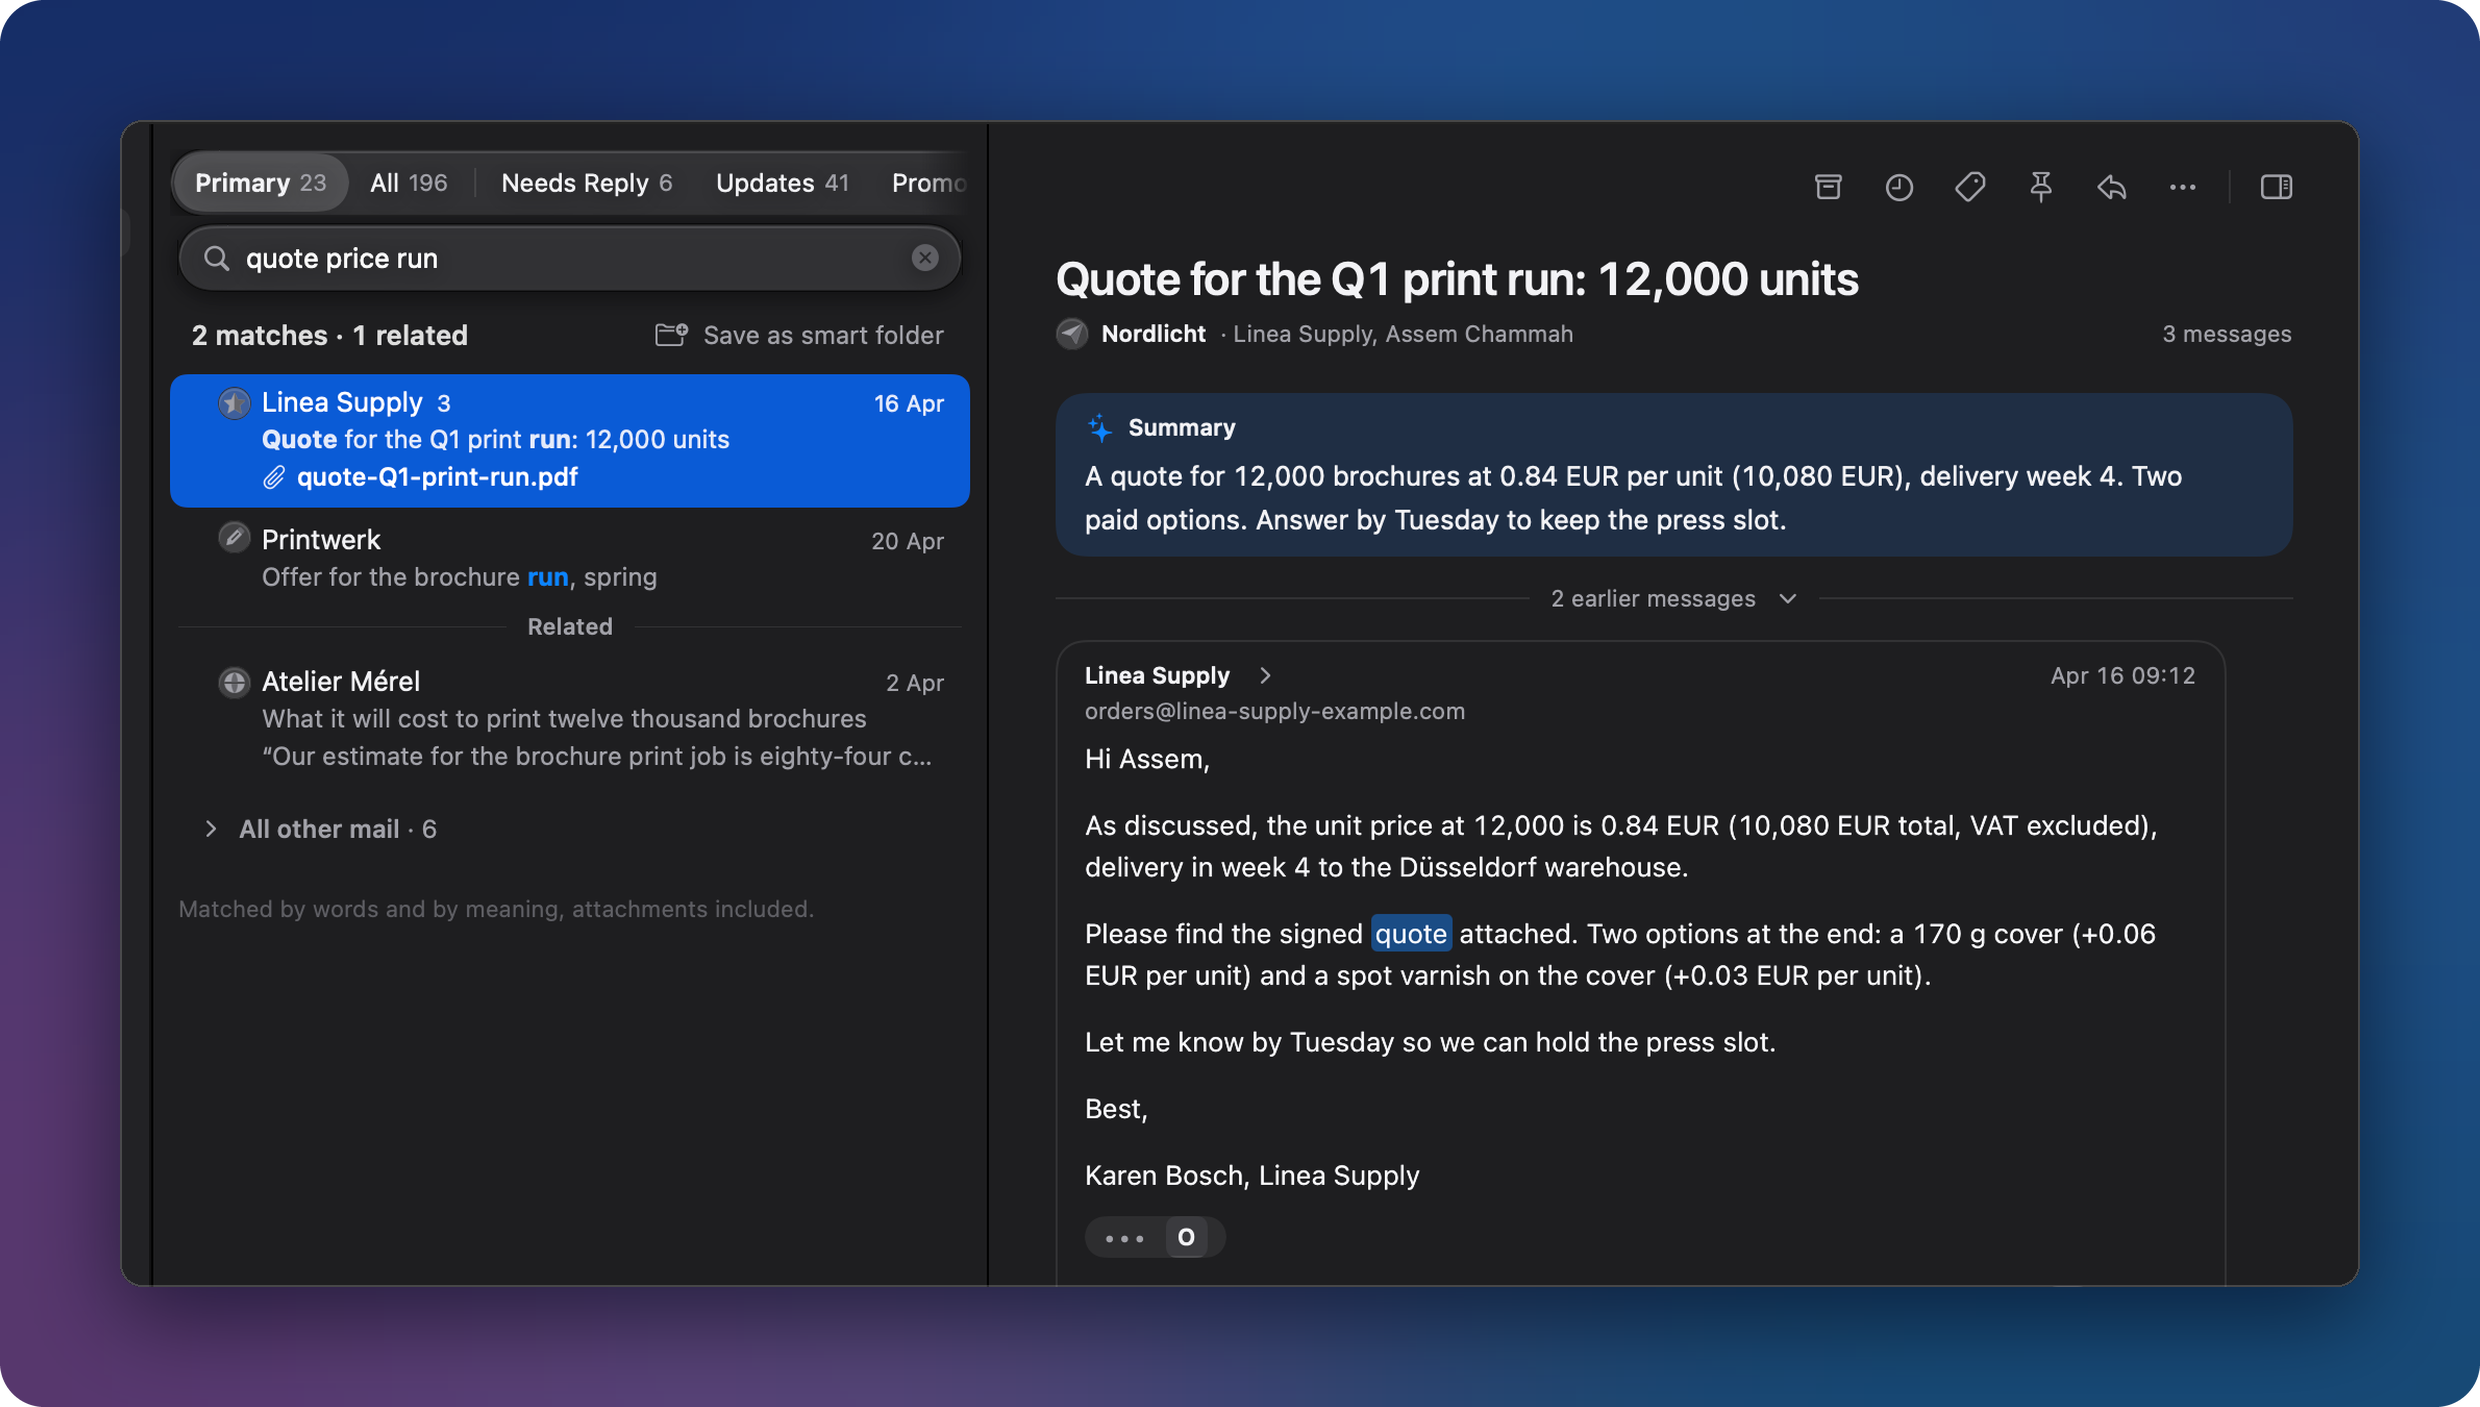 Primary 23 All 196 Needs Reply 6 Updates 41 Promo
quote price run
2 matches · 1 related Save as smart folder
Linea Supply 3 16 Apr
Quote for the Q1 print run: 12,000 units
quote-Q1-print-run.pdf
Printwerk 20 Apr
Offer for the brochure run, spring
Related
Atelier Mérel 2 Apr
What it will cost to print twelve thousand brochures
“Our estimate for the brochure print job is eighty-four c...
All other mail · 6
Matched by words and by meaning, attachments included.
Quote for the Q1 print run: 12,000 units
Nordlicht · Linea Supply, Assem Chammah 3 messages
Summary
A quote for 12,000 brochures at 0.84 EUR per unit (10,080 EUR), delivery week 4. Two
paid options. Answer by Tuesday to keep the press slot.
2 earlier messages
Linea Supply Apr 16 09:12
orders@linea-supply-example.com
Hi Assem,
As discussed, the unit price at 12,000 is 0.84 EUR (10,080 EUR total, VAT excluded),
delivery in week 4 to the Düsseldorf warehouse.
Please find the signed quote attached. Two options at the end: a 170 g cover (+0.06
EUR per unit) and a spot varnish on the cover (+0.03 EUR per unit).
Let me know by Tuesday so we can hold the press slot.
Best,
Karen Bosch, Linea Supply
O